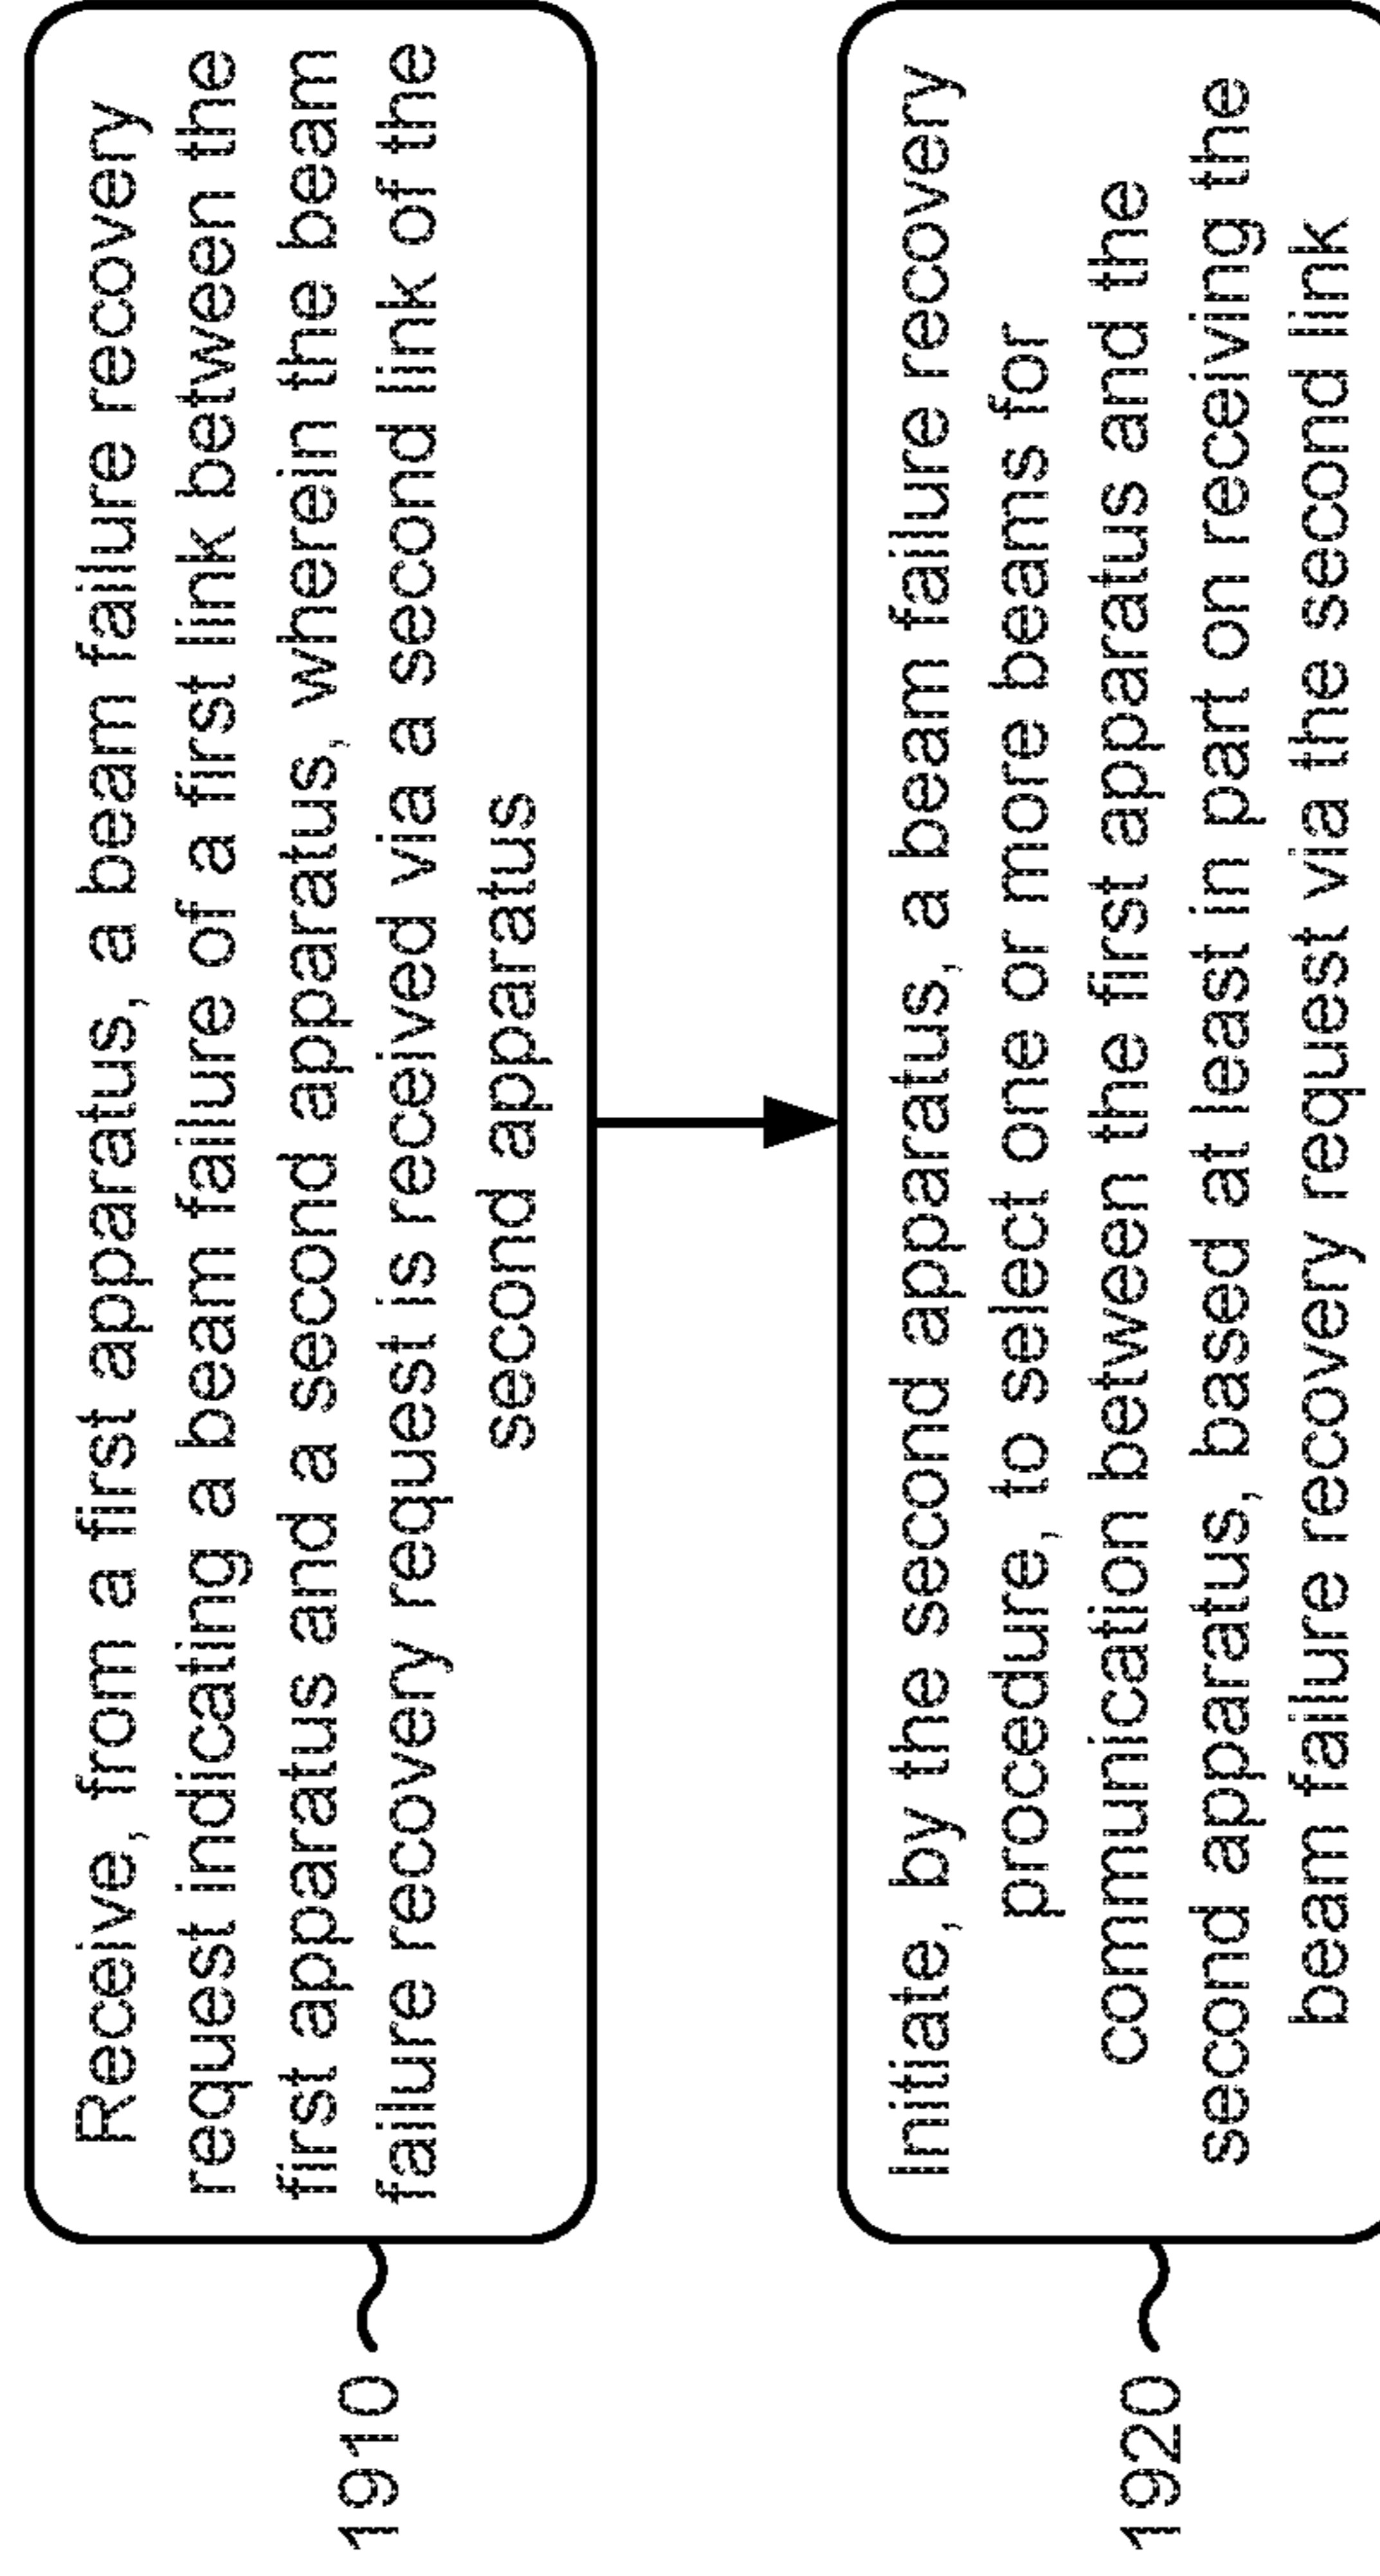 Receive, from a first apparatus, a beam failure recovery
request indicating a beam failure of a first link between the
first apparatus and a second apparatus, wherein the beam
failure recovery request is received via a second link of the
second apparatus
1910
Initiate, by the second apparatus, a beam failure recovery
procedure, to select one or more beams for
communication between the first apparatus and the
second apparatus, based at least in part on receiving the
beam failure recovery request via the second link
1920